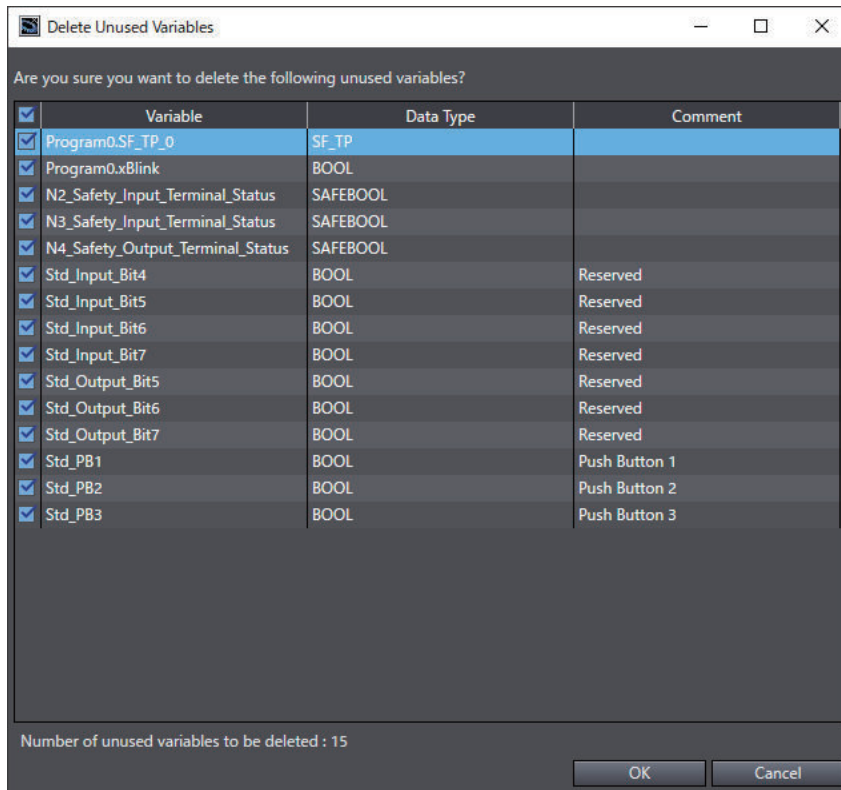 Delete Unused Variables
Are you sure you want to delete the following unused variables?
Variable Data Type Comment
Program0.SF_TP_0 SF_TP
Program0.xBlink BOOL
N2_Safety_Input_Terminal_Status SAFEBOOL
N3_Safety_Input_Terminal_Status SAFEBOOL
N4_Safety_Output_Terminal_Status SAFEBOOL
Std_Input_Bit4 BOOL Reserved
Std_Input_Bit5 BOOL Reserved
Std_Input_Bit6 BOOL Reserved
Std_Input_Bit7 BOOL Reserved
Std_Output_Bit5 BOOL Reserved
Std_Output_Bit6 BOOL Reserved
Std_Output_Bit7 BOOL Reserved
Std_PB1 BOOL Push Button 1
Std_PB2 BOOL Push Button 2
Std_PB3 BOOL Push Button 3
Number of unused variables to be deleted : 15
OK Cancel